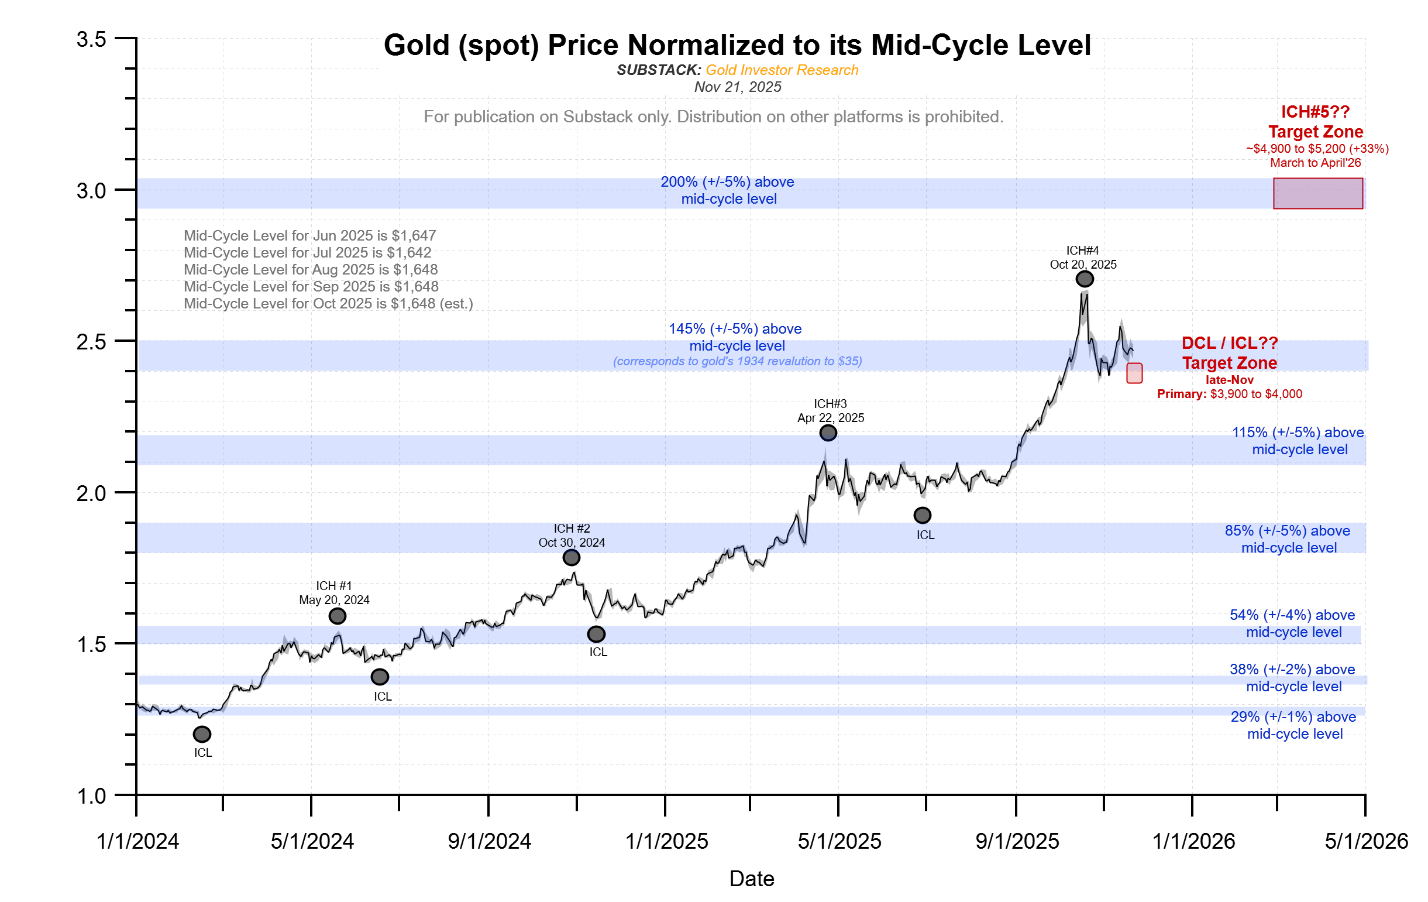 Gold (spot) Price Normalized to its Mid-Cycle Level
SUBSTACK: Gold Investor Research
Nov 21, 2025
For publication on Substack only. Distribution on other platforms is prohibited.
ICH#5??
Target Zone
~$4,900 to $5,200 (+33%)
March to April'26
200% (+/-5%) above
mid-cycle level
Mid-Cycle Level for Jun 2025 is $1,647
Mid-Cycle Level for Jul 2025 is $1,642
Mid-Cycle Level for Aug 2025 is $1,648
Mid-Cycle Level for Sep 2025 is $1,648
Mid-Cycle Level for Oct 2025 is $1,648 (est.)
ICH#4
Oct 20, 2025
145% (+/-5%) above
mid-cycle level
(corresponds to gold's 1934 revalution to $35)
DCL / ICL??
Target Zone
late-Nov
Primary: $3,900 to $4,000
ICH#3
Apr 22, 2025
115% (+/-5%) above
mid-cycle level
ICH #2
Oct 30, 2024
ICL
85% (+/-5%) above
mid-cycle level
ICH #1
May 20, 2024
54% (+/-4%) above
mid-cycle level
ICL
38% (+/-2%) above
mid-cycle level
ICL
29% (+/-1%) above
mid-cycle level
ICL
3.5
3.0
2.5
2.0
1.5
1.0
1/1/2024
5/1/2024
9/1/2024
1/1/2025
5/1/2025
9/1/2025
1/1/2026
5/1/2026
Date